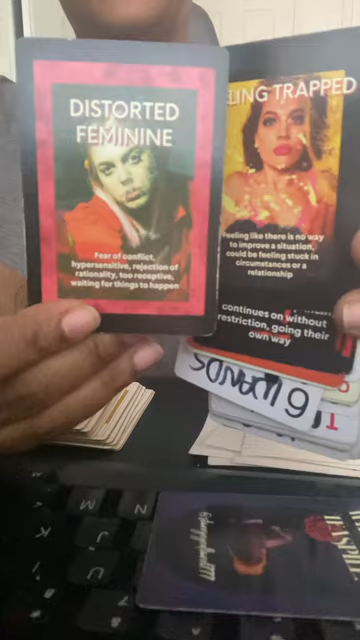 DISTORTED
FEMININE
Fear of conflict,
hypersensitive, rejection of
rationality, too receptive,
waiting for things to happen
LING TRAPPED
Feeling like there is no way
to improve a situation,
could be feeling stuck in
circumstances or a
relationship
continues on without
restriction, going their
own way
6 WANDS
T
N
M
J
K
U
I